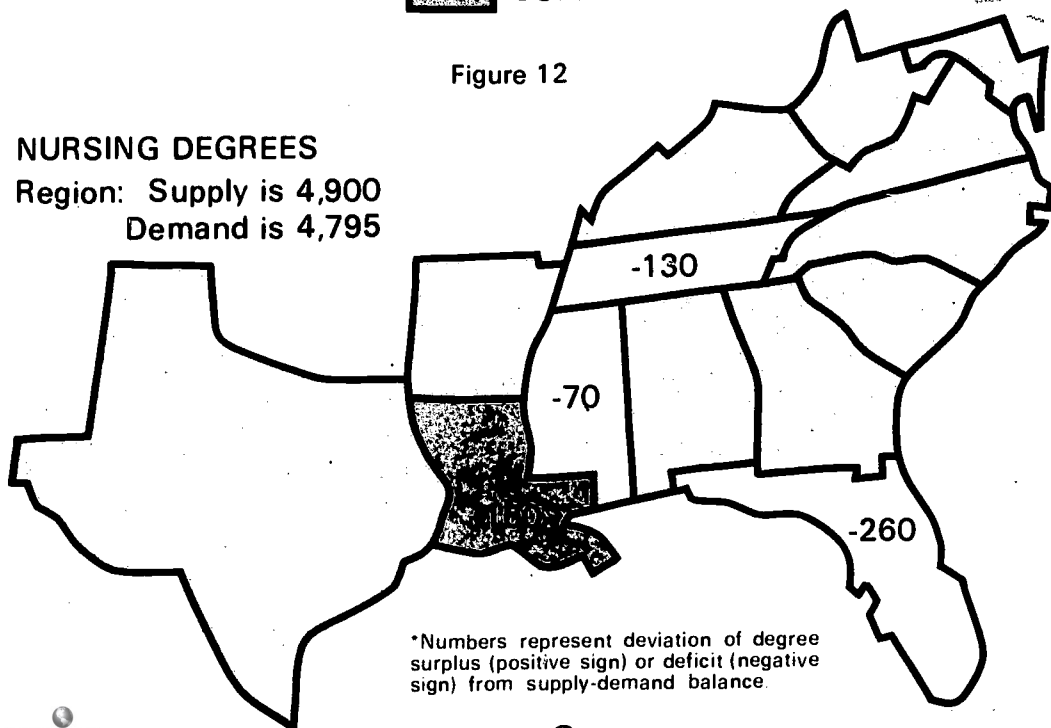 Figure 12
NURSING DEGREES
Region: Supply is 4,900
Demand is 4,795
-130
-70
-260
*Numbers represent deviation of degree
surplus (positive sign) or deficit (negative
sign) from supply-demand balance.